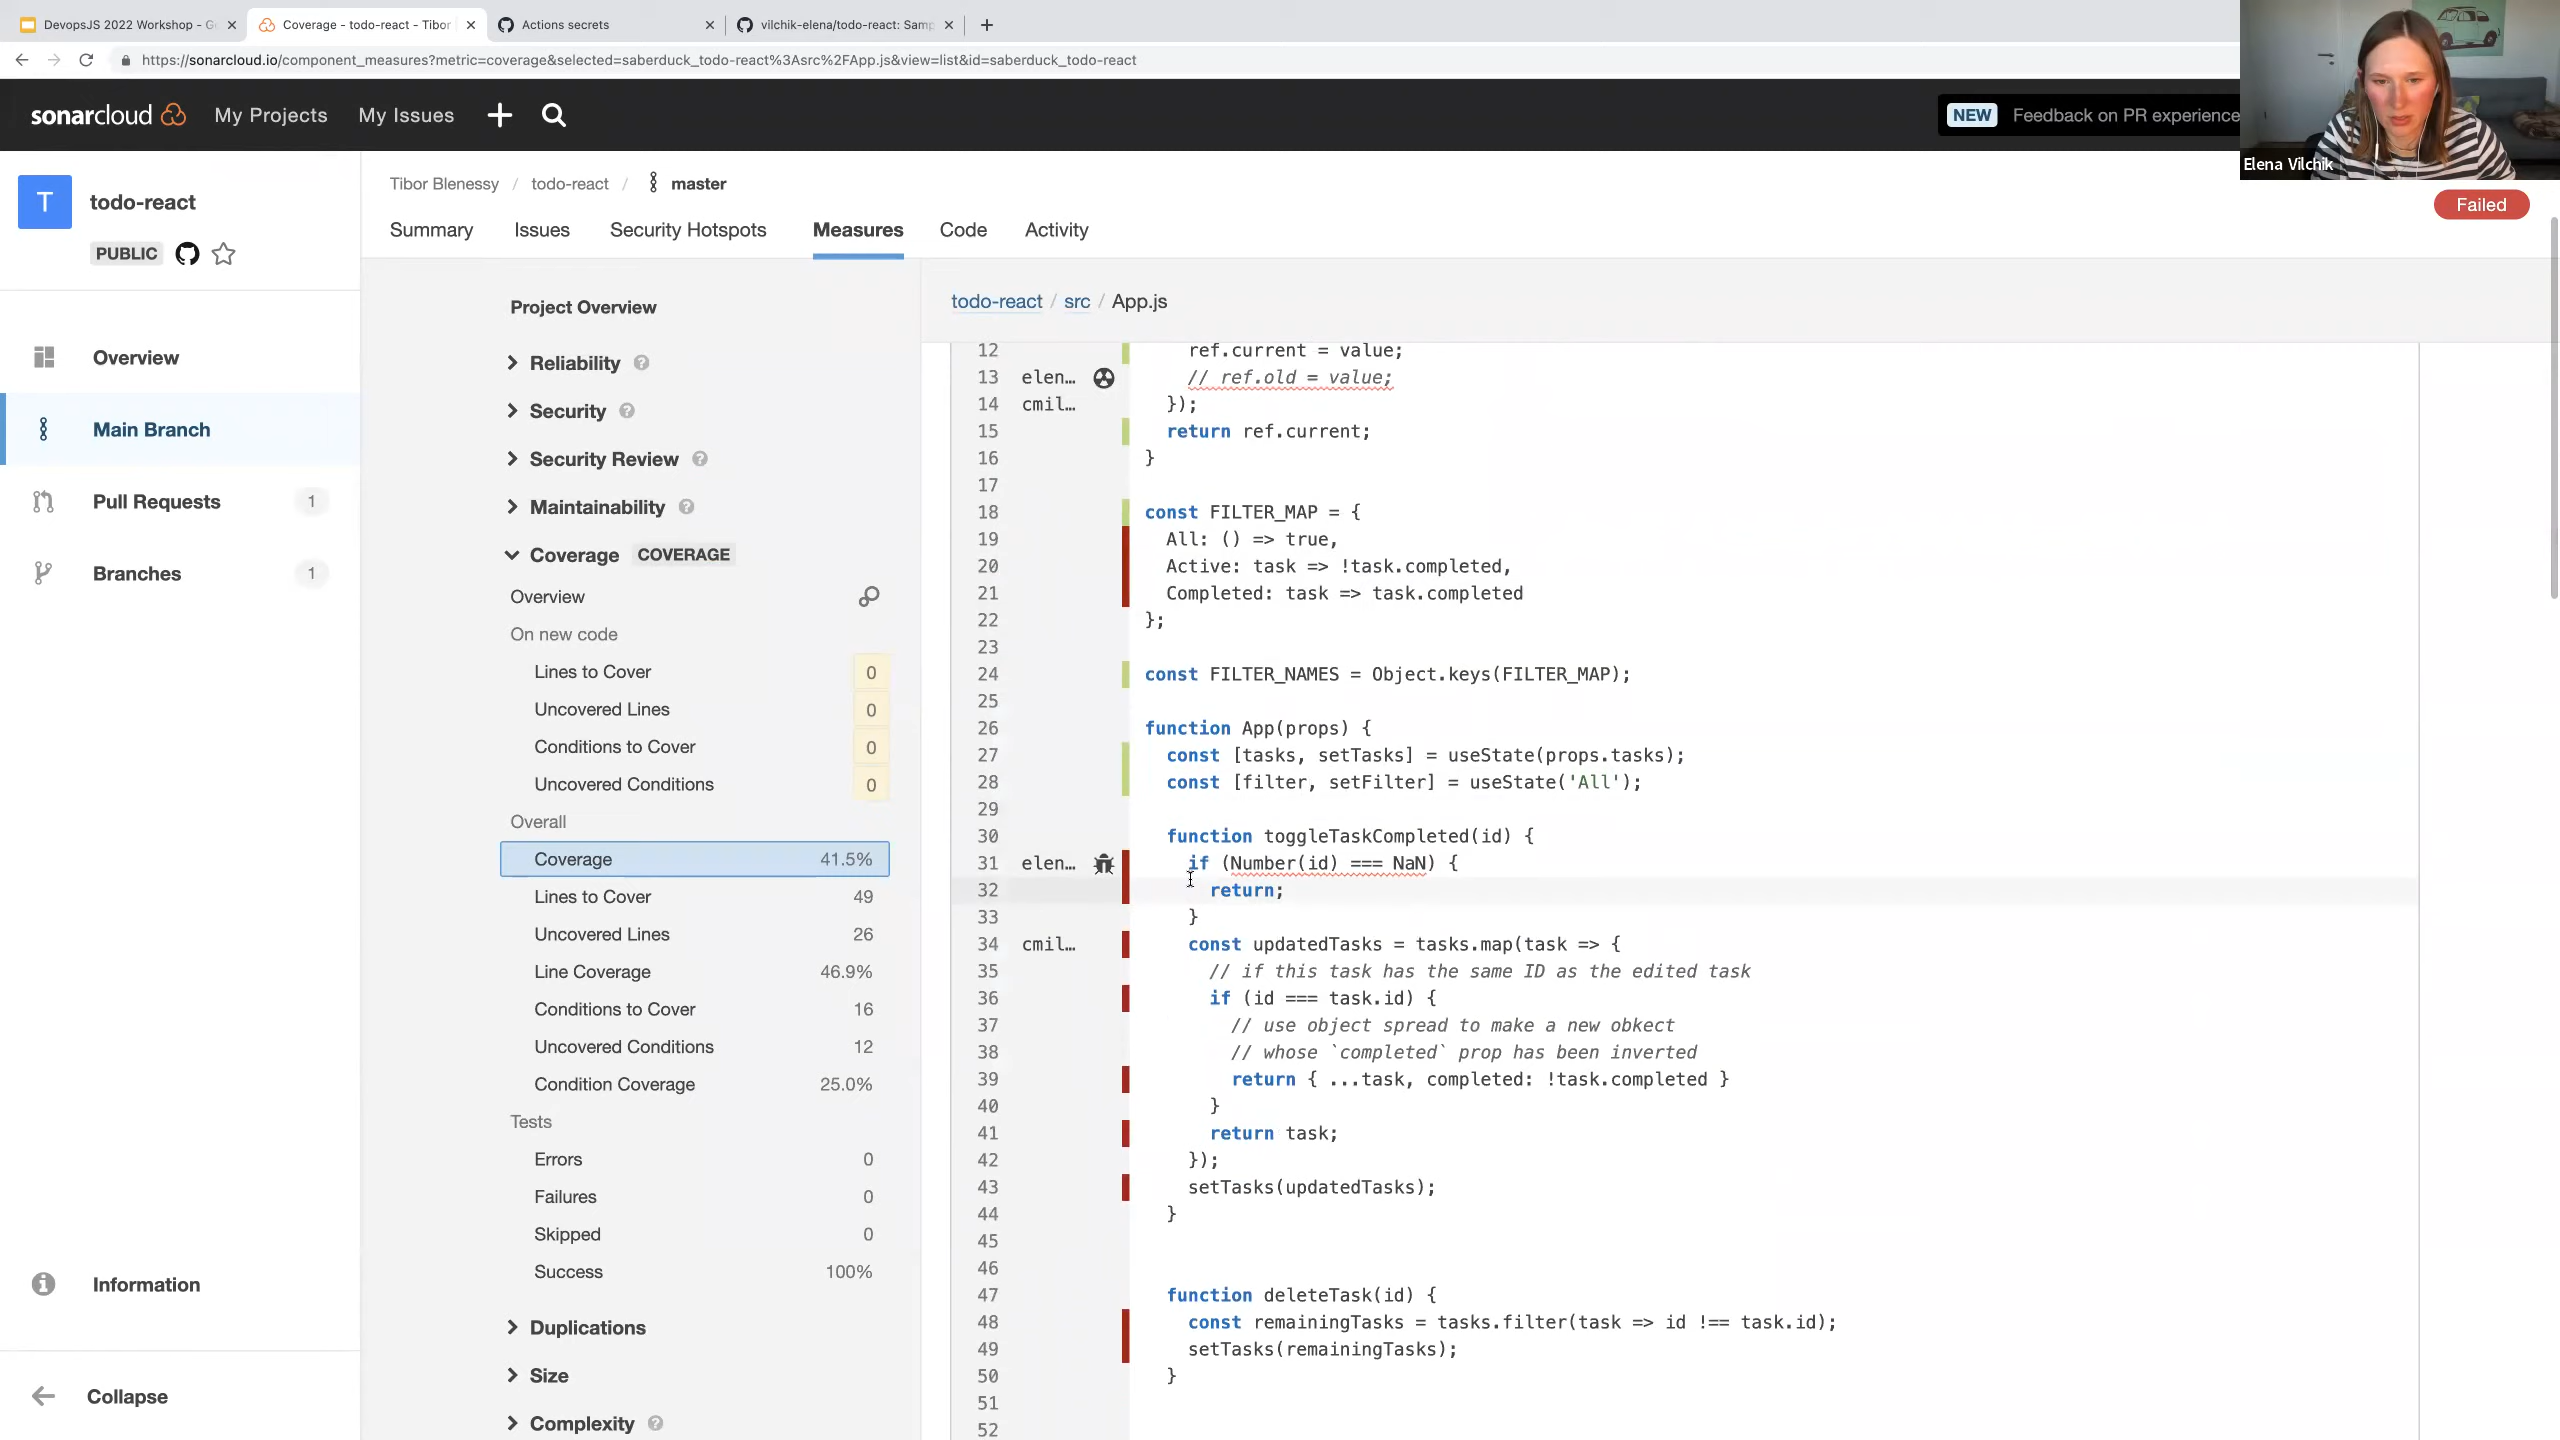 DevopsJS 2022 Workshop - G
Coverage - todo-react - Tibor
Actions secrets
vilchik-elena/todo-react: Samp
https://sonarcloud.io/component_measures?metric=coverage&selected=saberduck_todo-react%3Asrc%2FApp.js&view=list&id=saberduck_todo-react
sonarcloud
My Projects
My Issues
NEW
Feedback on PR experience
Elena Vilchik
T
todo-react
PUBLIC
Tibor Blenessy / todo-react / master
Failed
Summary
Issues
Security Hotspots
Measures
Code
Activity
Overview
Main Branch
Pull Requests 1
Branches 1
Information
Collapse
Project Overview
Reliability ?
Security ?
Security Review ?
Maintainability ?
Coverage COVERAGE
Overview
On new code
Lines to Cover 0
Uncovered Lines 0
Conditions to Cover 0
Uncovered Conditions 0
Overall
Coverage 41.5%
Lines to Cover 49
Uncovered Lines 26
Line Coverage 46.9%
Conditions to Cover 16
Uncovered Conditions 12
Condition Coverage 25.0%
Tests
Errors 0
Failures 0
Skipped 0
Success 100%
Duplications
Size
Complexity ?
todo-react / src / App.js
12 ref.current = value;
13 elen… // ref.old = value;
14 cmil… });
15 return ref.current;
16 }
17
18 const FILTER_MAP = {
19 All: () => true,
20 Active: task => !task.completed,
21 Completed: task => task.completed
22 };
23
24 const FILTER_NAMES = Object.keys(FILTER_MAP);
25
26 function App(props) {
27 const [tasks, setTasks] = useState(props.tasks);
28 const [filter, setFilter] = useState('All');
29
30 function toggleTaskCompleted(id) {
31 elen… if (Number(id) === NaN) {
32 return;
33 }
34 cmil… const updatedTasks = tasks.map(task => {
35 // if this task has the same ID as the edited task
36 if (id === task.id) {
37 // use object spread to make a new obkect
38 // whose `completed` prop has been inverted
39 return { ...task, completed: !task.completed }
40 }
41 return task;
42 });
43 setTasks(updatedTasks);
44 }
45
46
47 function deleteTask(id) {
48 const remainingTasks = tasks.filter(task => id !== task.id);
49 setTasks(remainingTasks);
50 }
51
52